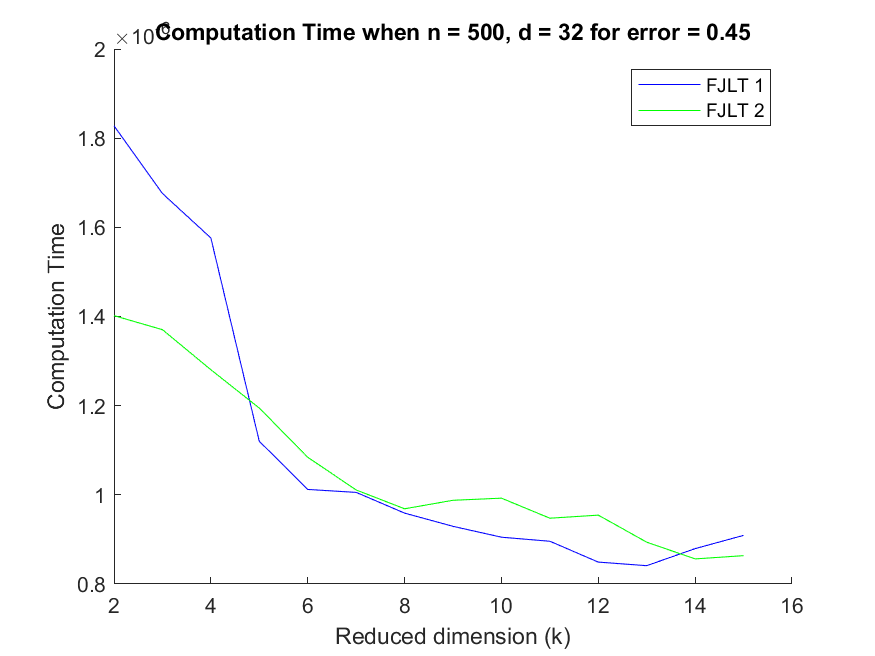 ×10
Computation Time when n = 500, d = 32 for error = 0.45
FJLT 1
FJLT 2
2
1.8
1.6
1.4
1.2
1
0.8
Computation Time
2 4 6 8 10 12 14 16
Reduced dimension (k)